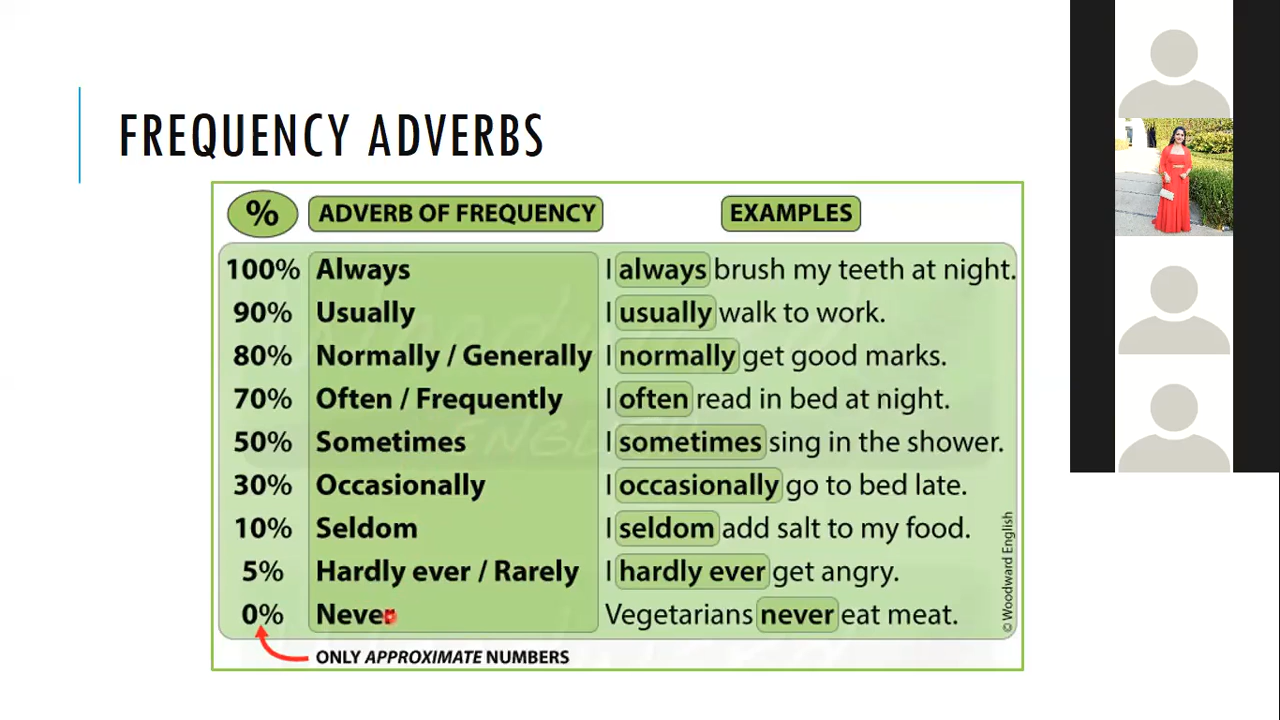 FREQUENCY ADVERBS
% ADVERB OF FREQUENCY EXAMPLES
100% Always I always brush my teeth at night.
90% Usually I usually walk to work.
80% Normally / Generally I normally get good marks.
70% Often / Frequently I often read in bed at night.
50% Sometimes I sometimes sing in the shower.
30% Occasionally I occasionally go to bed late.
10% Seldom I seldom add salt to my food.
5% Hardly ever / Rarely I hardly ever get angry.
0% Never Vegetarians never eat meat.
ONLY APPROXIMATE NUMBERS
© Woodward English